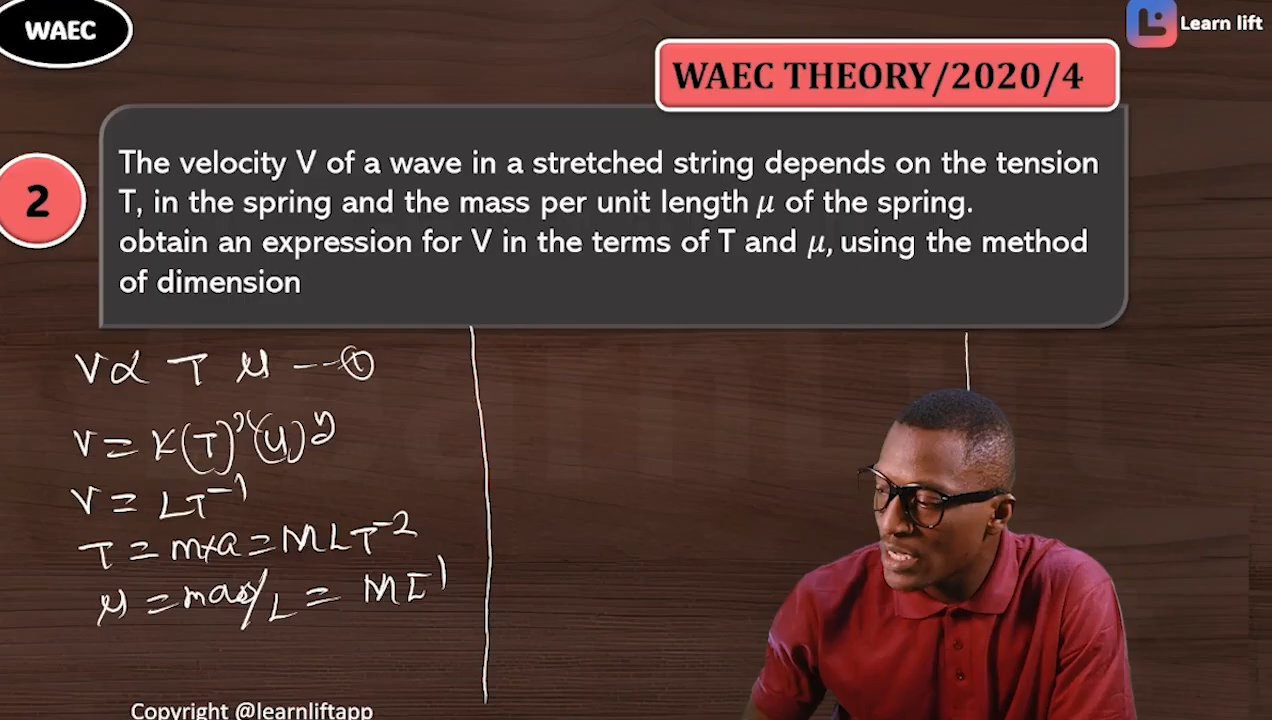 WAEC
Learn lift
WAEC THEORY/2020/4
2
The velocity V of a wave in a stretched string depends on the tension
T, in the spring and the mass per unit length μ of the spring.
obtain an expression for V in the terms of T and μ, using the method
of dimension
V ∝ T μ --- ①
V = K(T)ˣ(μ)ʸ
V = LT⁻¹
T = m×a = MLT⁻²
μ = mass/L = ML⁻¹
Copyright @learnliftapp